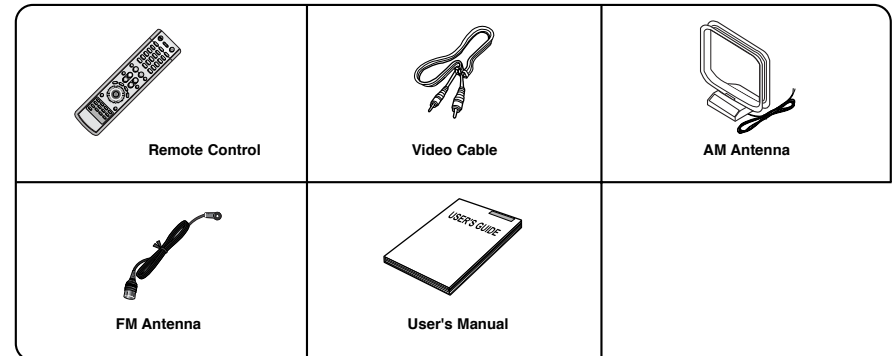 Remote Control
Video Cable
AM Antenna
USER'S GUIDE
FM Antenna
User's Manual